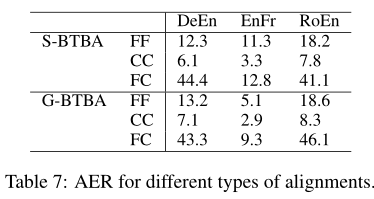 DeEn EnFr RoEn
S-BTBA FF 12.3 11.3 18.2
CC 6.1 3.3 7.8
FC 44.4 12.8 41.1
G-BTBA FF 13.2 5.1 18.6
CC 7.1 2.9 8.3
FC 43.3 9.3 46.1
Table 7: AER for different types of alignments.